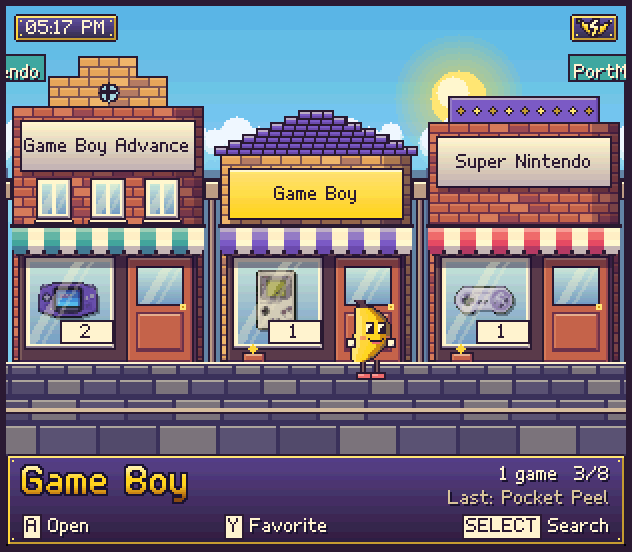 05:17 PM
endo
PortM
Game Boy Advance
Game Boy
Super Nintendo
2
1
1
Game Boy
1 game 3/8
Last: Pocket Peel
A Open
Y Favorite
SELECT Search